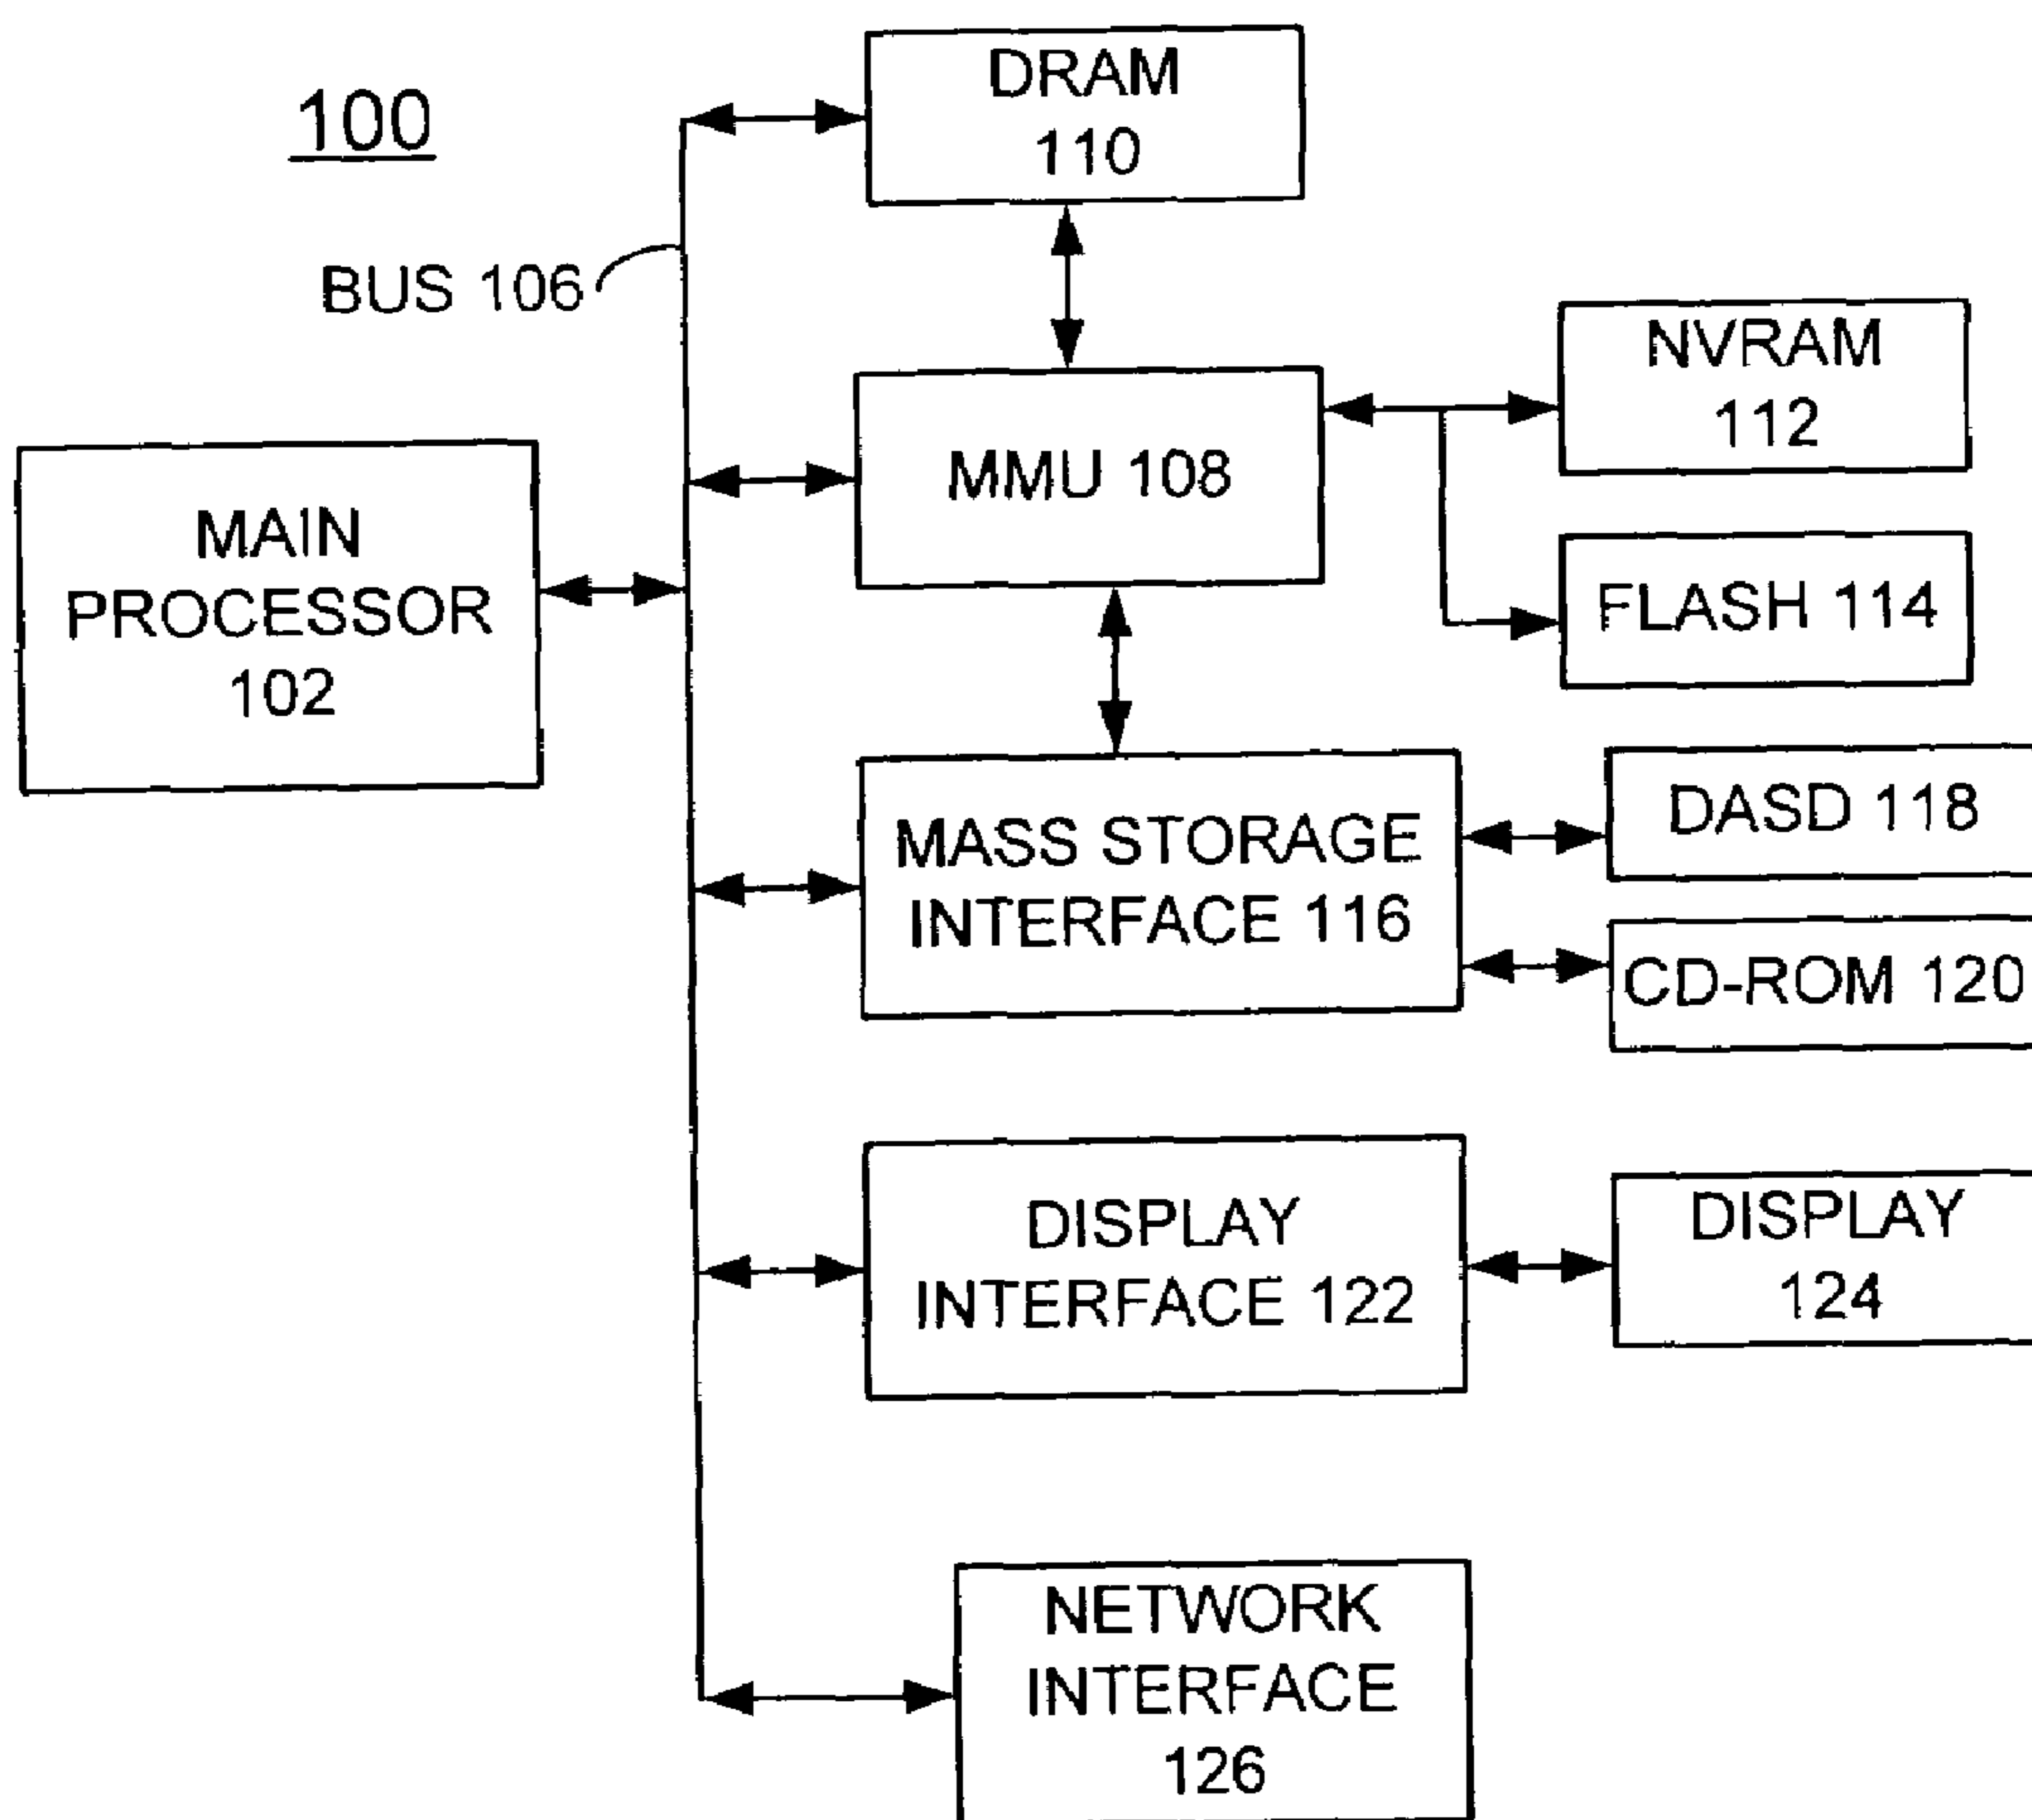 100
DRAM
110
BUS 106
NVRAM
112
MMU 108
MAIN
PROCESSOR
102
FLASH 114
DASD 118
MASS STORAGE
INTERFACE 116
CD-ROM 120
DISPLAY
INTERFACE 122
DISPLAY
124
NETWORK
INTERFACE
126